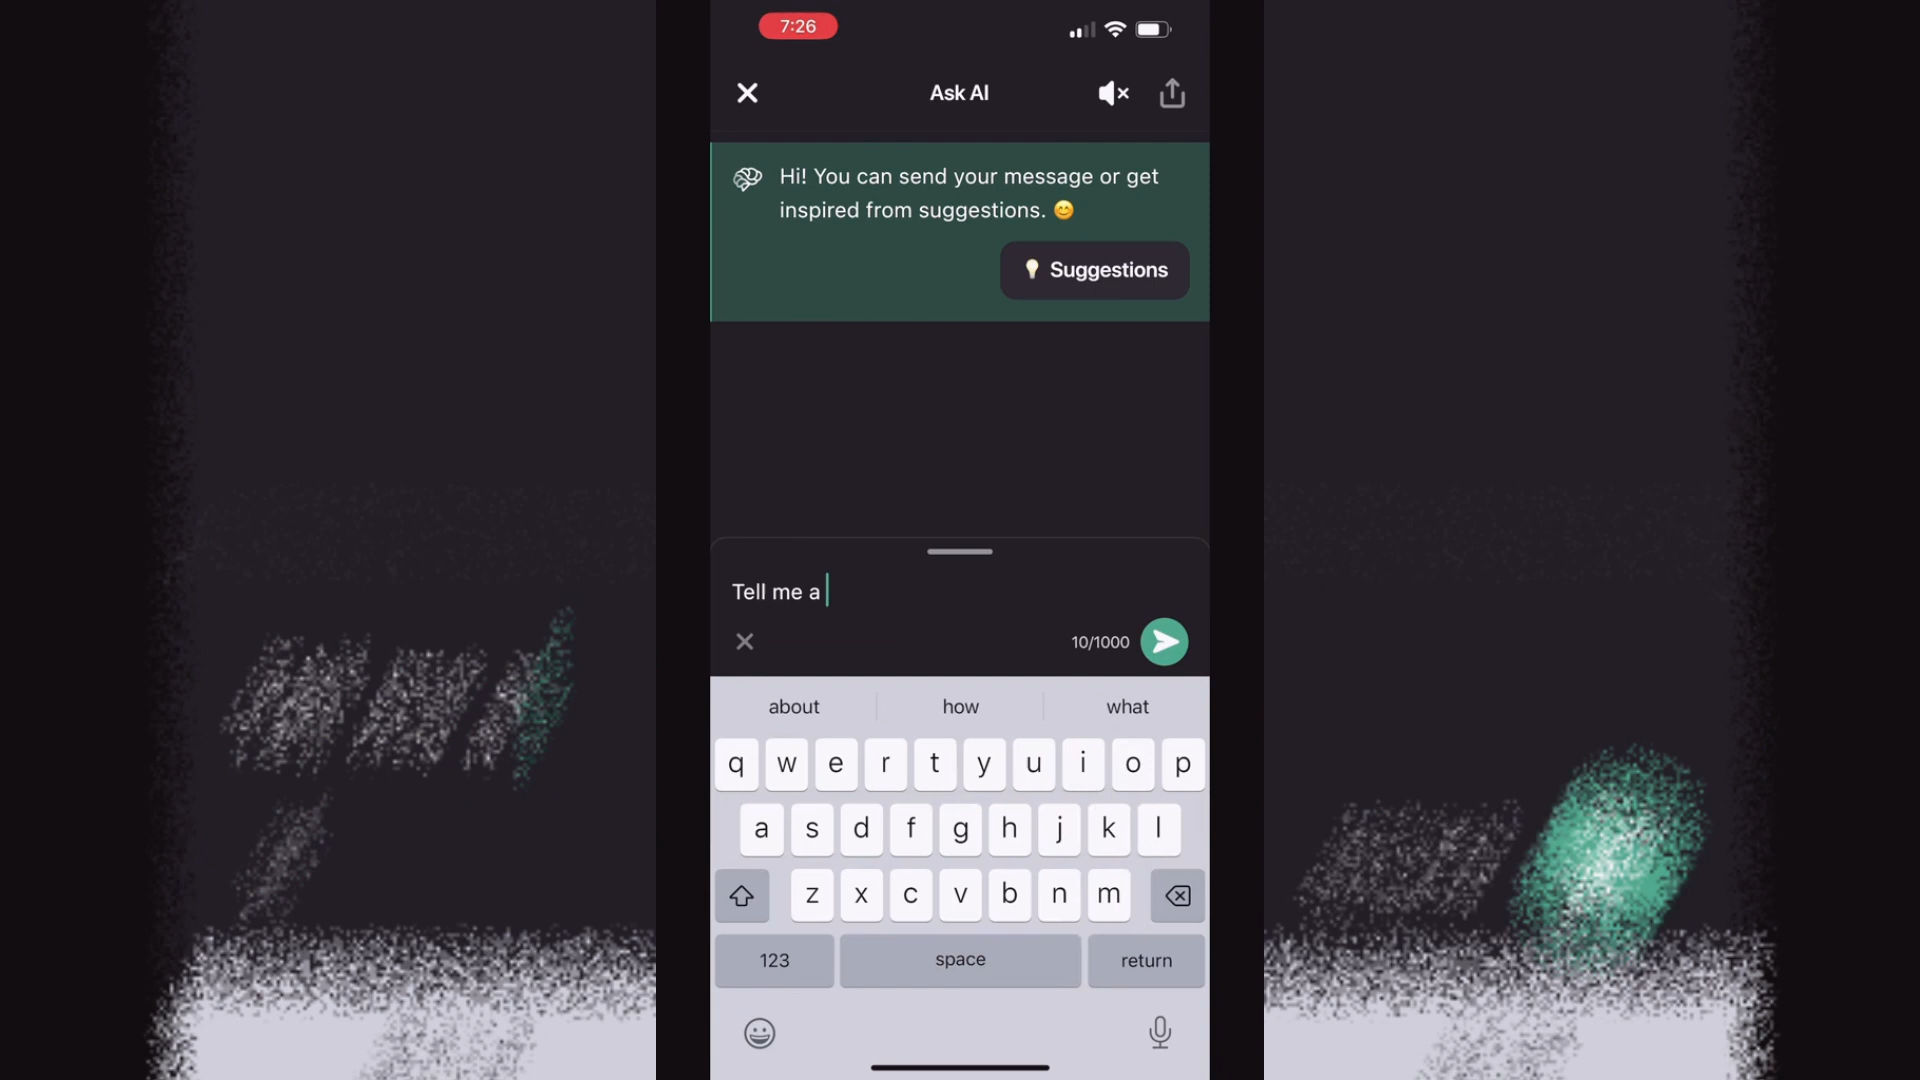 7:26
Ask AI
Hi! You can send your message or get
inspired from suggestions. 😊
Suggestions
Tell me a
10/1000
about how what
q w e r t y u i o p
a s d f g h j k l
z x c v b n m
123 space return